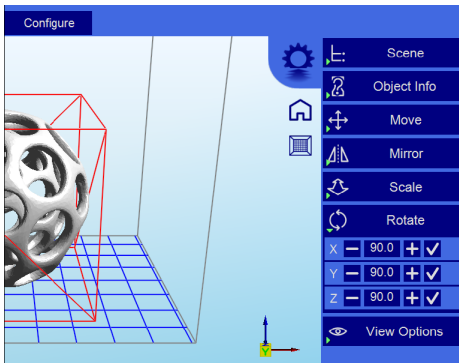 Configure
Scene
Object Info
Move
Mirror
Scale
Rotate
X 90.0
Y 90.0
Z 90.0
View Options
Y